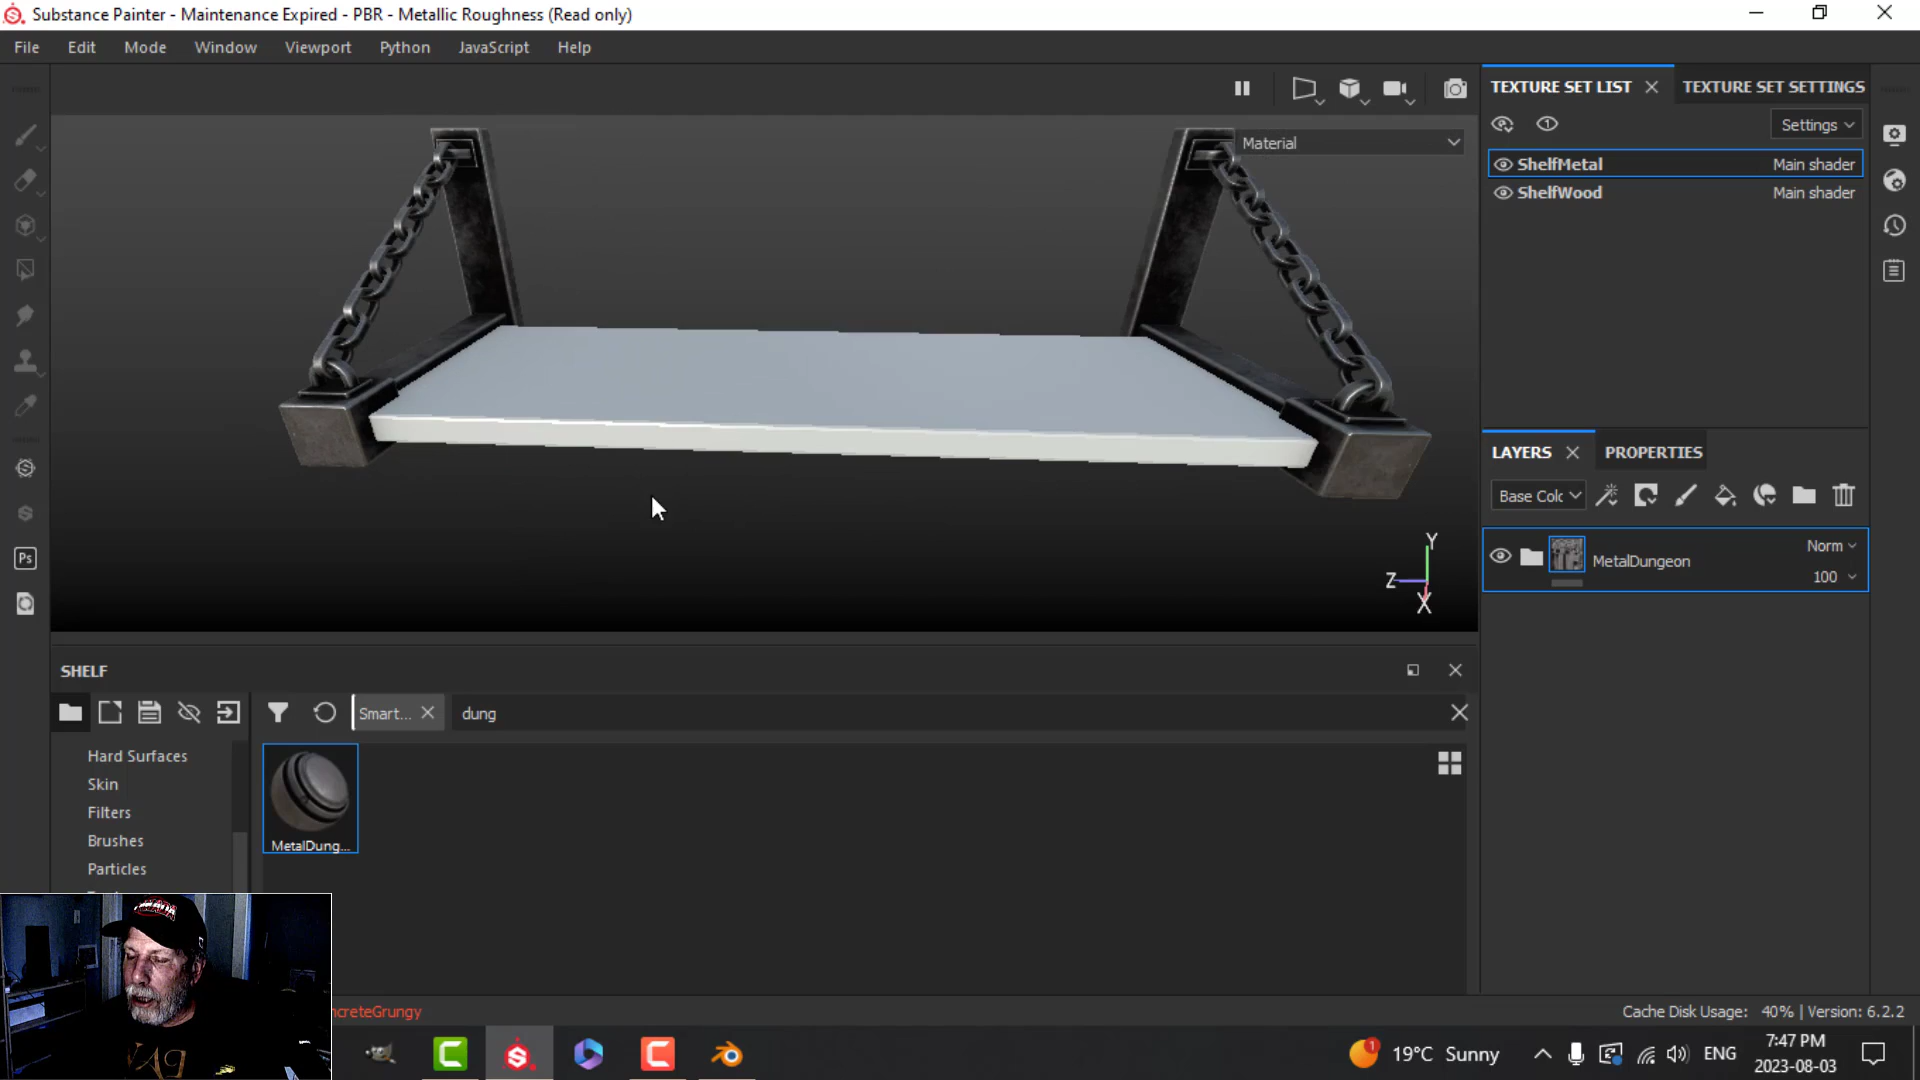 Substance Painter - Maintenance Expired - PBR - Metallic Roughness (Read only)
File Edit Mode Window Viewport Python JavaScript Help
TEXTURE SET LIST TEXTURE SET SETTINGS
Settings
Material
ShelfMetal Main shader
ShelfWood Main shader
LAYERS PROPERTIES
Base Colc
Norm
MetalDungeon
100
Y
Z
X
SHELF
Smart...
dung
Hard Surfaces
Skin
Filters
Brushes
Particles
MetalDung...
Ps
ncreteGrungy
Cache Disk Usage: 40% | Version: 6.2.2
1
19°C Sunny
ENG
7:47 PM
2023-08-03